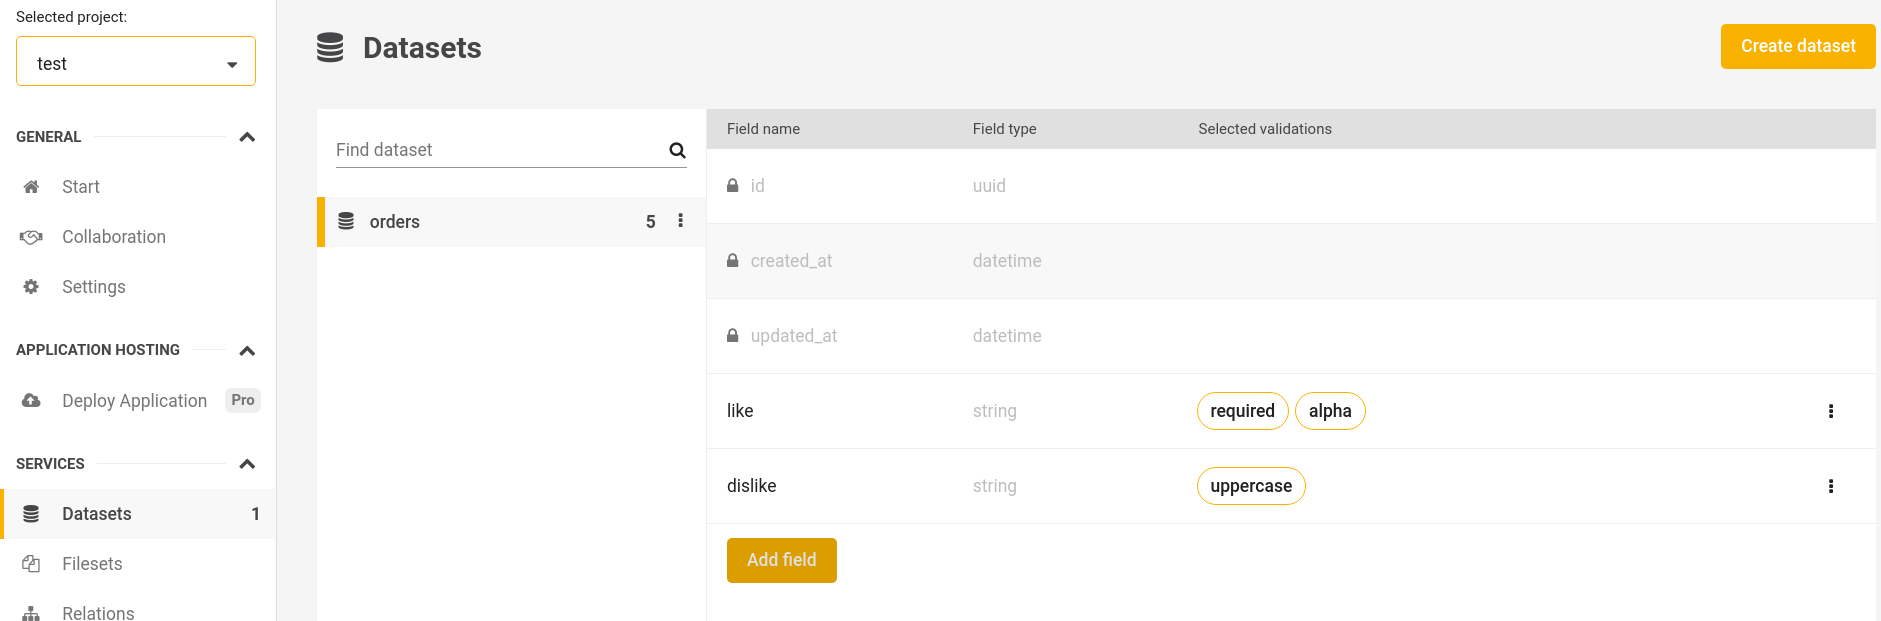 Selected project:
test
GENERAL
Start
Collaboration
Settings
APPLICATION HOSTING
Deploy Application Pro
SERVICES
Datasets 1
Filesets
Relations
Datasets
Create dataset
Find dataset
orders 5
Field name Field type Selected validations
id uuid
created_at datetime
updated_at datetime
like string required alpha
dislike string uppercase
Add field